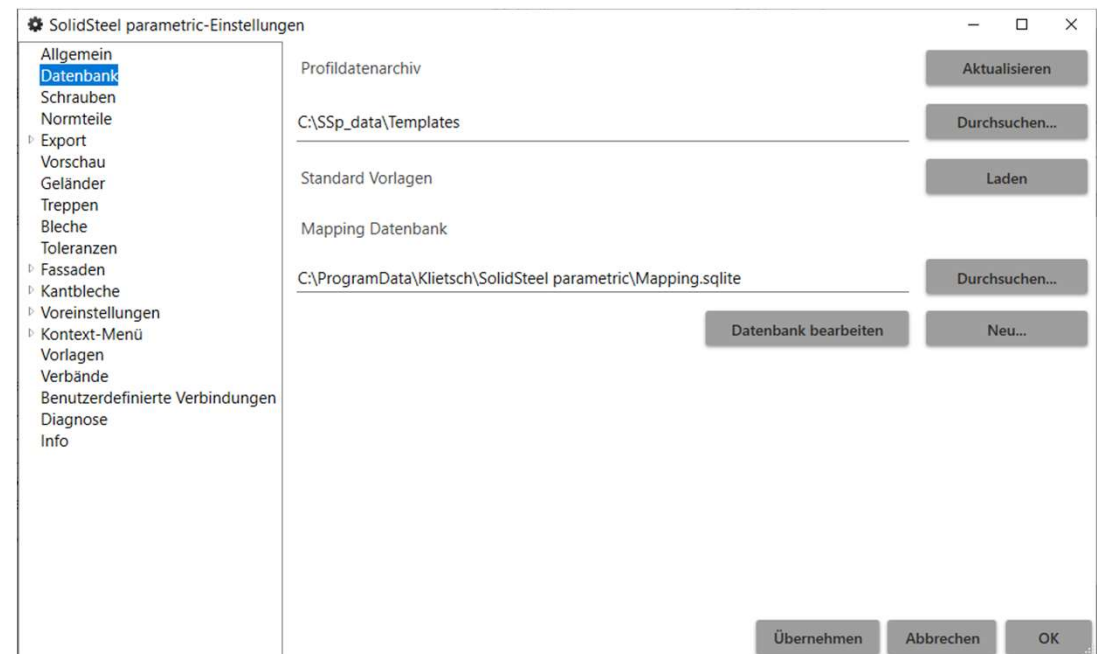 SolidSteel parametric-Einstellungen
Allgemein
Datenbank
Schrauben
Normteile
Export
Vorschau
Geländer
Treppen
Bleche
Toleranzen
Fassaden
Kantbleche
Voreinstellungen
Kontext-Menü
Vorlagen
Verbände
Benutzerdefinierte Verbindungen
Diagnose
Info
Profildatenarchiv
Aktualisieren
C:\SSp_data\Templates
Durchsuchen...
Standard Vorlagen
Laden
Mapping Datenbank
C:\ProgramData\Klietsch\SolidSteel parametric\Mapping.sqlite
Durchsuchen...
Datenbank bearbeiten
Neu...
Übernehmen
Abbrechen
OK